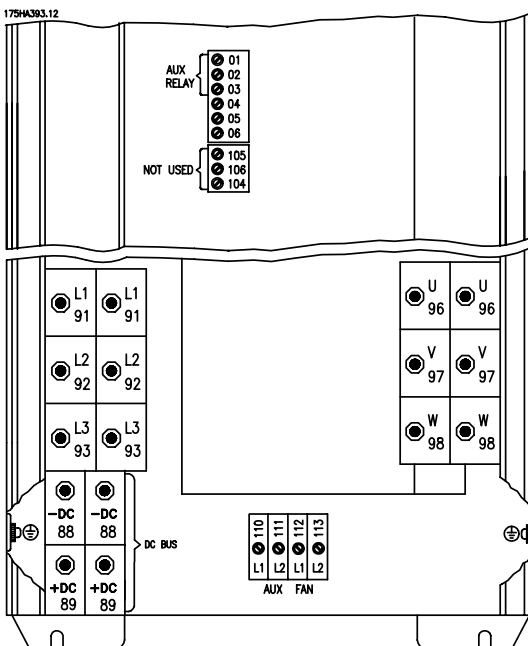 175HA393.12
AUX RELAY
01
02
03
04
05
06
NOT USED
105
106
104
L1 91 L1 91
L2 92 L2 92
L3 93 L3 93
U 96 U 96
V 97 V 97
W 98 W 98
-DC 88 -DC 88
+DC 89 +DC 89
DC BUS
110 111 112 113
L1 L2 L1 L2
AUX FAN